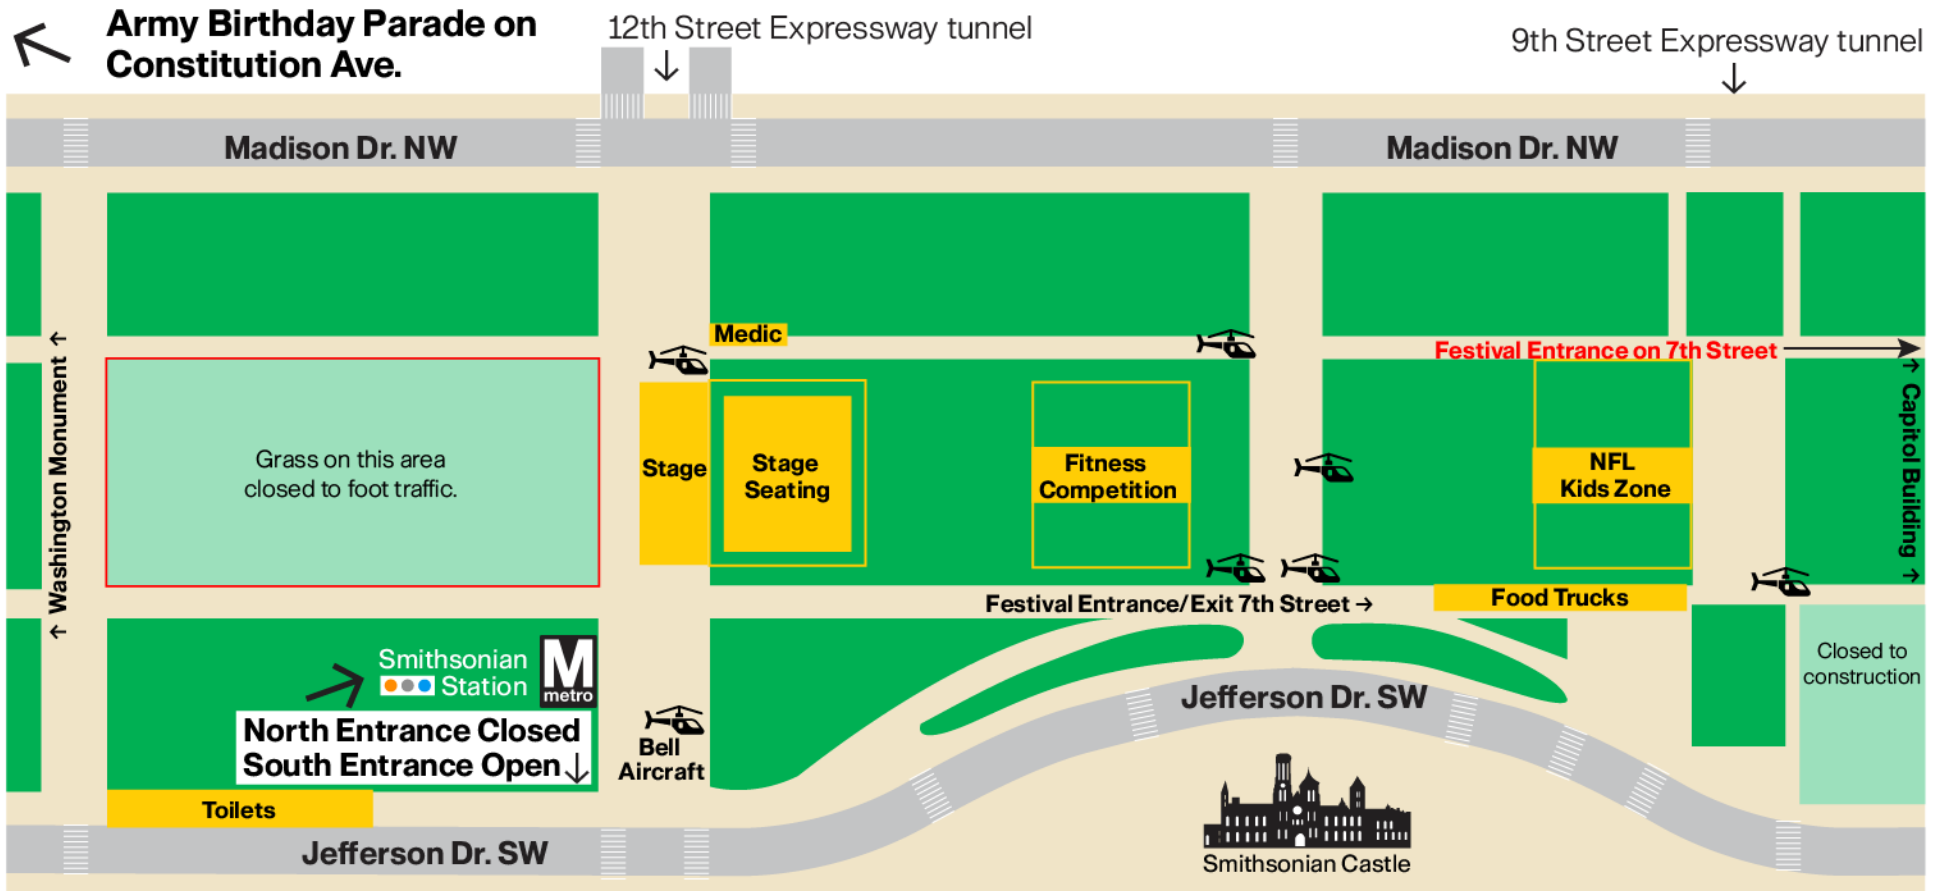 Army Birthday Parade on
Constitution Ave.
12th Street Expressway tunnel
9th Street Expressway tunnel
Madison Dr. NW
Madison Dr. NW
Medic
Festival Entrance on 7th Street
← Washington Monument →
Grass on this area
closed to foot traffic.
Stage
Stage
Seating
Fitness
Competition
NFL
Kids Zone
← Capitol Building →
Festival Entrance/Exit 7th Street →
Food Trucks
Smithsonian
Station
M
metro
North Entrance Closed
South Entrance Open↓
Bell
Aircraft
Closed to
construction
Jefferson Dr. SW
Toilets
Jefferson Dr. SW
Smithsonian Castle